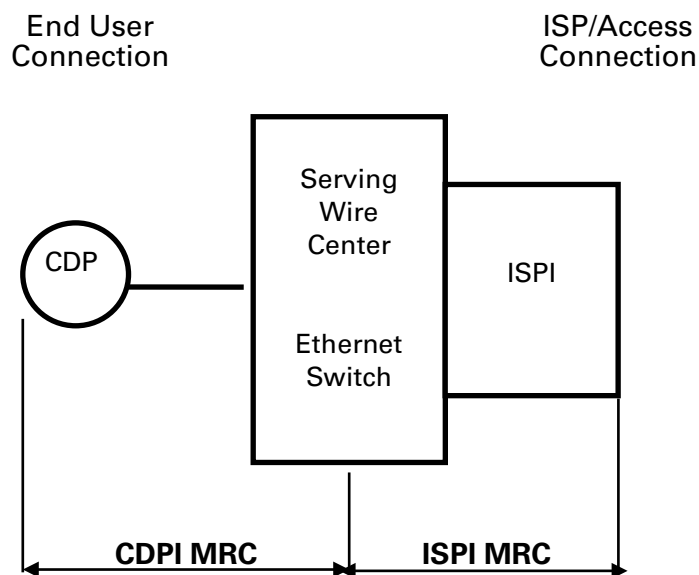 End User
Connection
ISP/Access
Connection
Serving
Wire
Center
CDP
ISPI
Ethernet
Switch
CDPI MRC
ISPI MRC